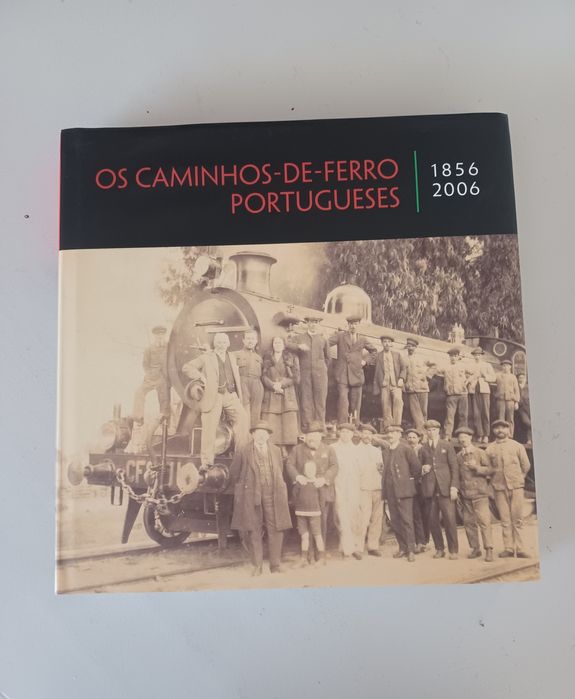 OS CAMINHOS-DE-FERRO
PORTUGUESES
1856
2006